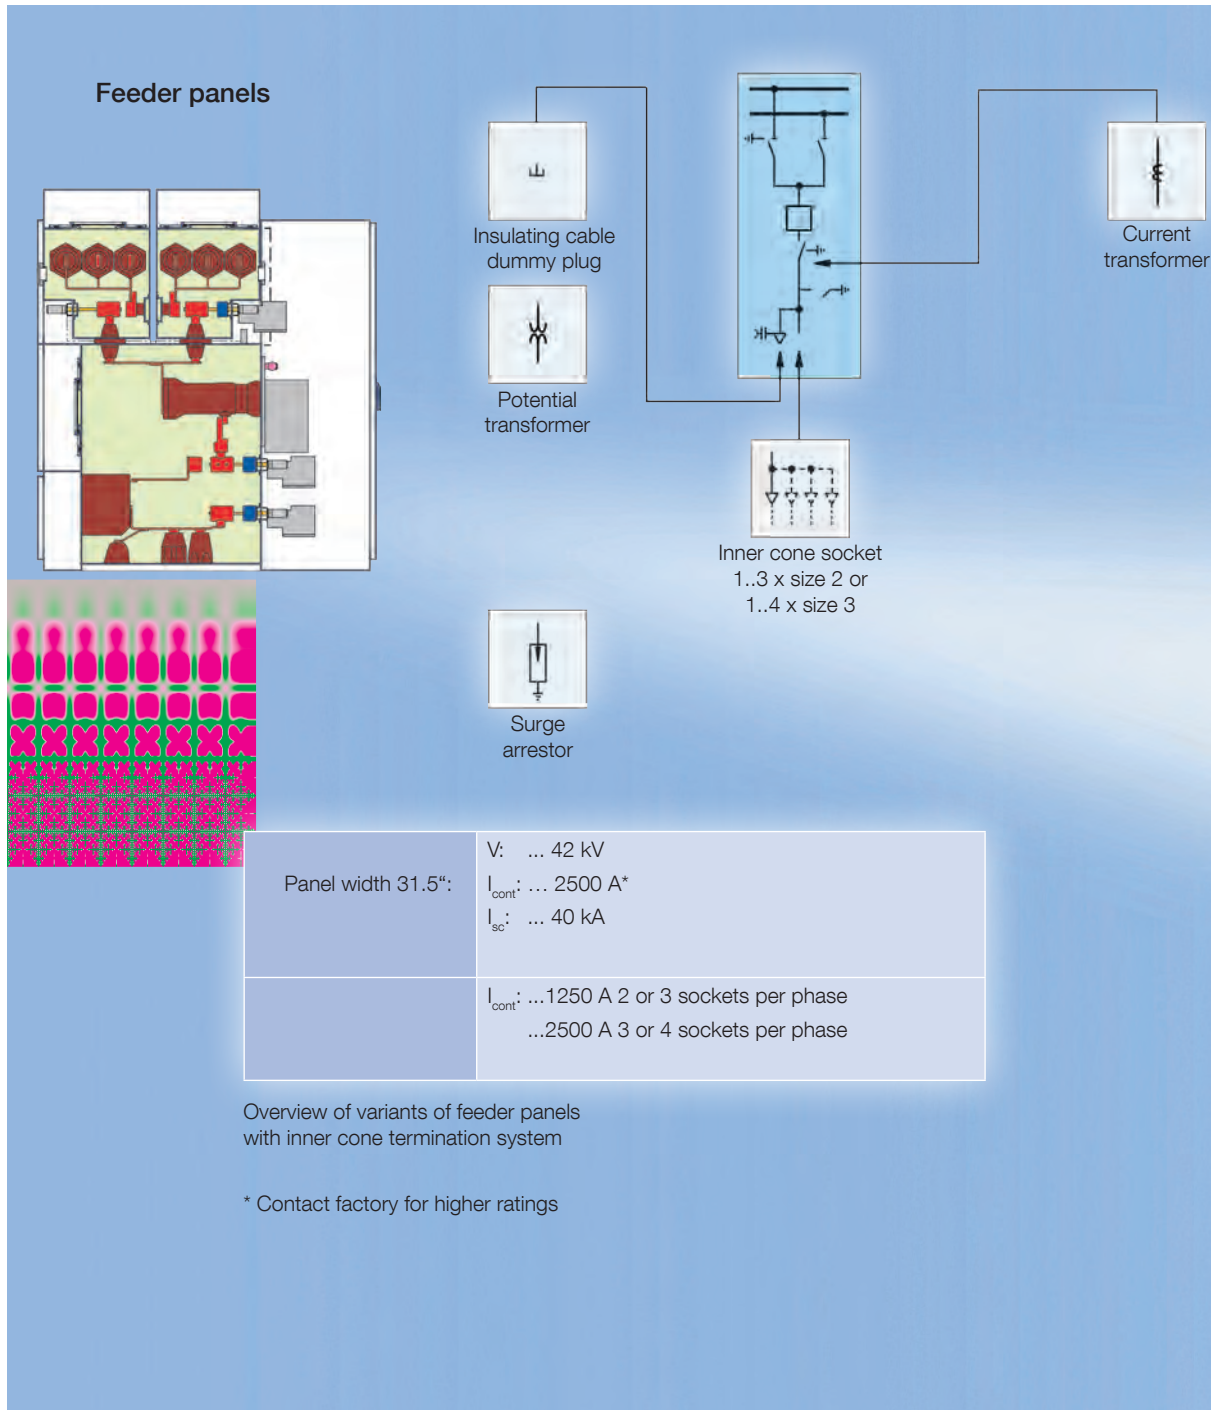 Feeder panels
Insulating cable
dummy plug
Current
transformer
Potential
transformer
Inner cone socket
1..3 x size 2 or
1..4 x size 3
Surge
arrestor
Panel width 31.5“:
V: ... 42 kV
Icont: ... 2500 A*
Isc: ... 40 kA
Icont: ...1250 A 2 or 3 sockets per phase
...2500 A 3 or 4 sockets per phase
Overview of variants of feeder panels
with inner cone termination system
* Contact factory for higher ratings